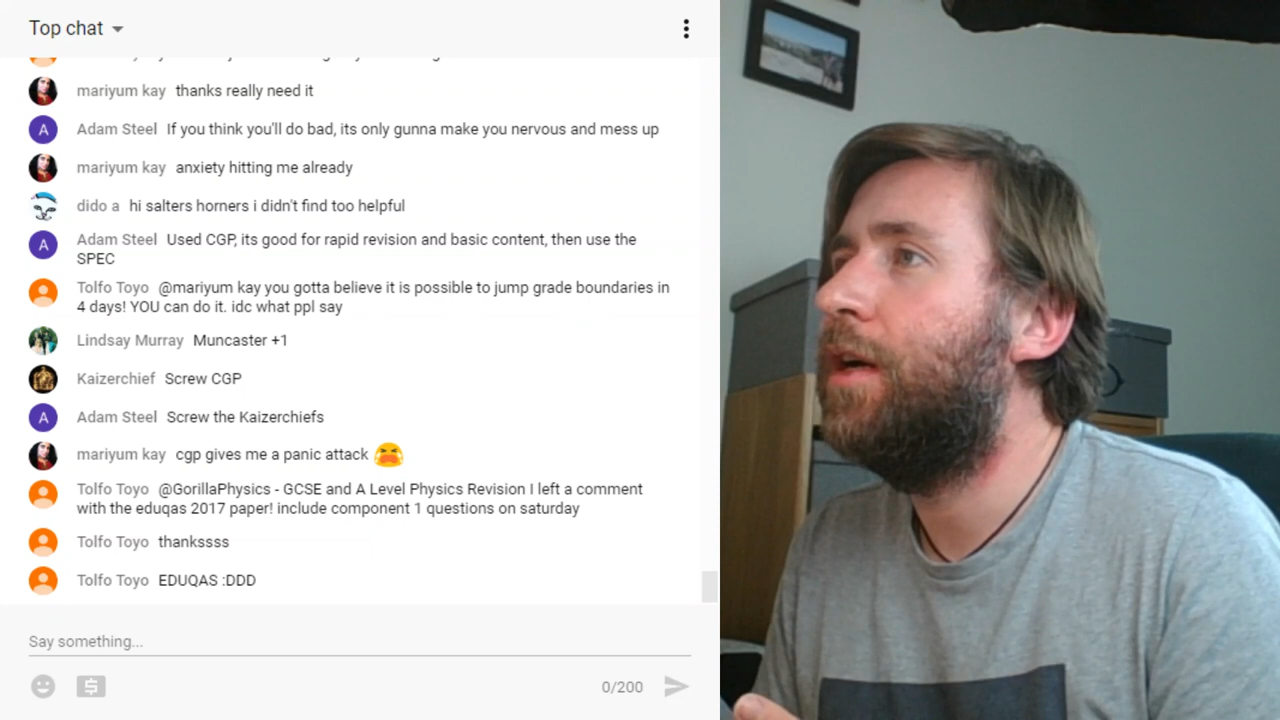 Top chat
mariyum kay thanks really need it
Adam Steel If you think you'll do bad, its only gunna make you nervous and mess up
mariyum kay anxiety hitting me already
dido a hi salters horners i didn't find too helpful
Adam Steel Used CGP, its good for rapid revision and basic content, then use the
SPEC
Tolfo Toyo @mariyum kay you gotta believe it is possible to jump grade boundaries in
4 days! YOU can do it. idc what ppl say
Lindsay Murray Muncaster +1
Kaizerchief Screw CGP
Adam Steel Screw the Kaizerchiefs
mariyum kay cgp gives me a panic attack
Tolfo Toyo @GorillaPhysics - GCSE and A Level Physics Revision I left a comment
with the eduqas 2017 paper! include component 1 questions on saturday
Tolfo Toyo thankssss
Tolfo Toyo EDUQAS :DDD
Say something...
0/200